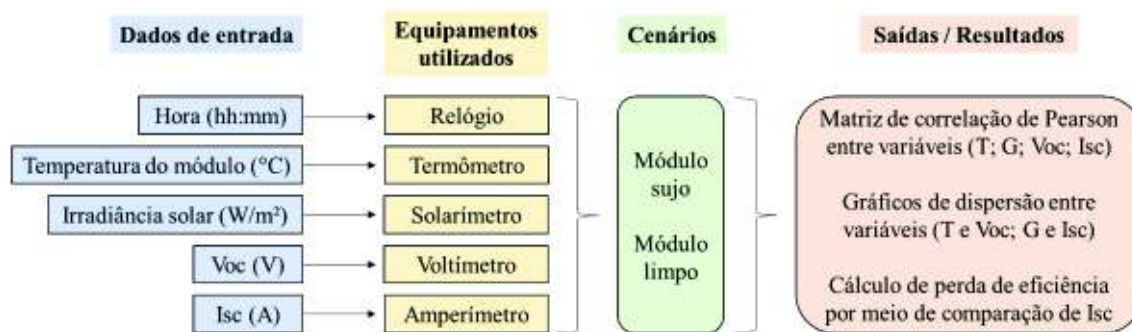 Dados de entrada
Equipamentos
utilizados
Cenários
Saídas / Resultados
Hora (hh:mm)
Relógio
Temperatura do módulo (°C)
Termômetro
Irradiância solar (W/m²)
Solarímetro
Voc (V)
Voltímetro
Isc (A)
Amperímetro
Módulo
sujo
Módulo
limpo
Matriz de correlação de Pearson
entre variáveis (T; G; Voc; Isc)
Gráficos de dispersão entre
variáveis (T e Voc; G e Isc)
Cálculo de perda de eficiência
por meio de comparação de Isc